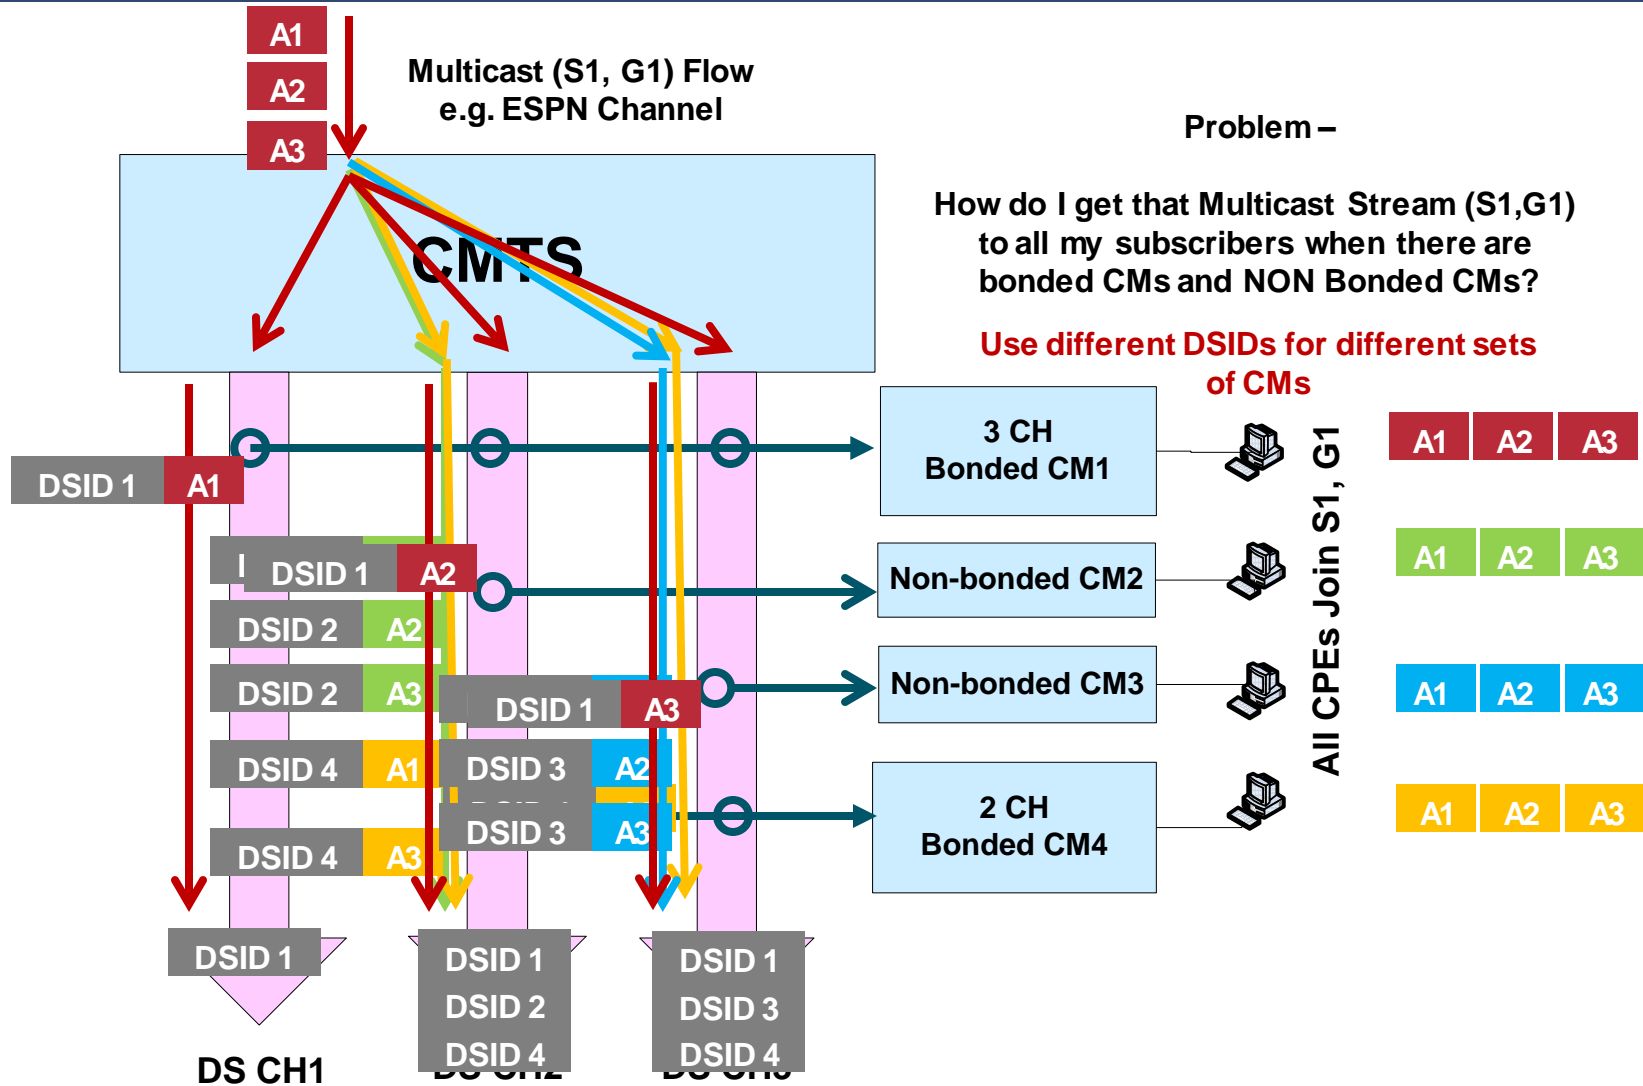 A1
A2
A3
Multicast (S1, G1) Flow
e.g. ESPN Channel
CMTS
Problem –
How do I get that Multicast Stream (S1,G1)
to all my subscribers when there are
bonded CMs and NON Bonded CMs?
Use different DSIDs for different sets
of CMs
3 CH
Bonded CM1
Non-bonded CM2
Non-bonded CM3
2 CH
Bonded CM4
All CPEs Join S1, G1
A1 A2 A3
A1 A2 A3
A1 A2 A3
A1 A2 A3
DSID 1 A1
DSID 1 A2
DSID 2 A2
DSID 2 A3
DSID 1 A3
DSID 4 A1
DSID 3 A2
DSID 3 A3
DSID 4 A3
DSID 1
DSID 1
DSID 2
DSID 4
DSID 1
DSID 3
DSID 4
DS CH1